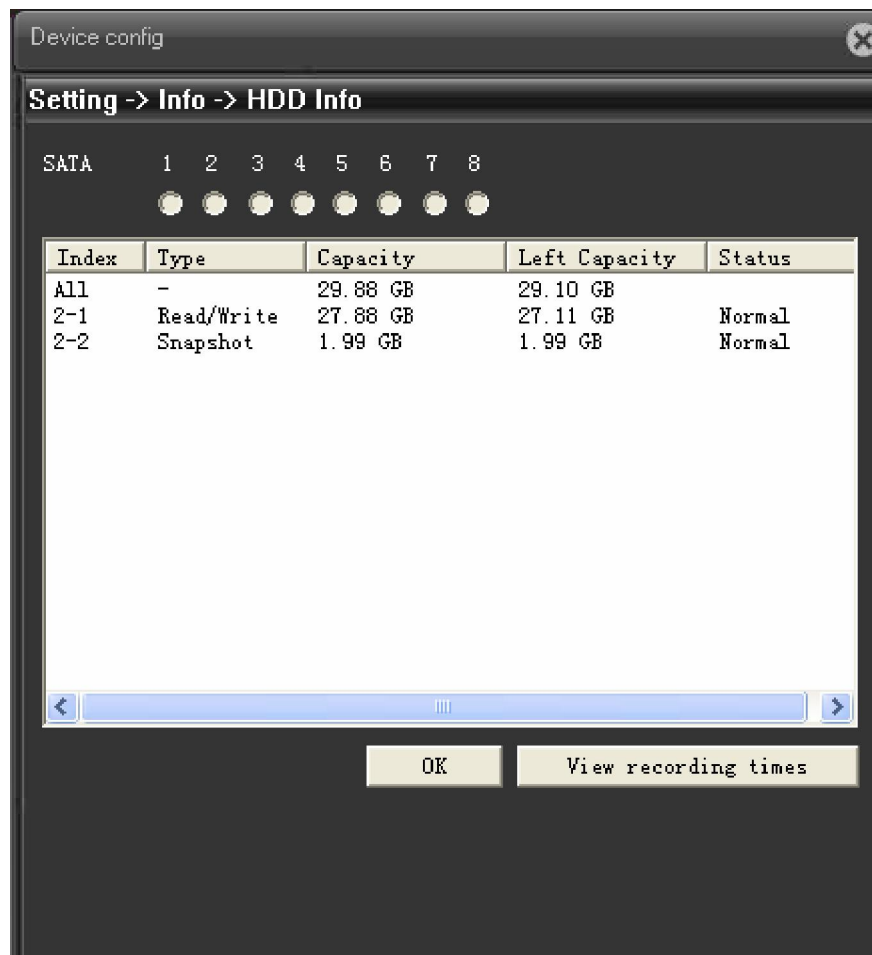 Device config
Setting -> Info -> HDD Info
SATA 1 2 3 4 5 6 7 8
Index Type Capacity Left Capacity Status
All - 29.88 GB 29.10 GB
2-1 Read/Write 27.88 GB 27.11 GB Normal
2-2 Snapshot 1.99 GB 1.99 GB Normal
OK View recording times